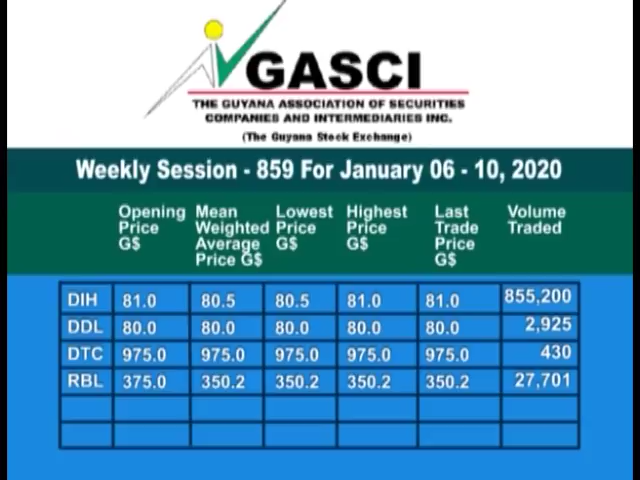 GASCI
THE GUYANA ASSOCIATION OF SECURITIES
COMPANIES AND INTERMEDIARIES INC.
(The Guyana Stock Exchange)
Weekly Session - 859 For January 06 - 10, 2020
Opening Price G$ Mean Weighted Average Price G$ Lowest Price G$ Highest Price G$ Last Trade Price G$ Volume Traded
DIH 81.0 80.5 80.5 81.0 81.0 855,200
DDL 80.0 80.0 80.0 80.0 80.0 2,925
DTC 975.0 975.0 975.0 975.0 975.0 430
RBL 375.0 350.2 350.2 350.2 350.2 27,701